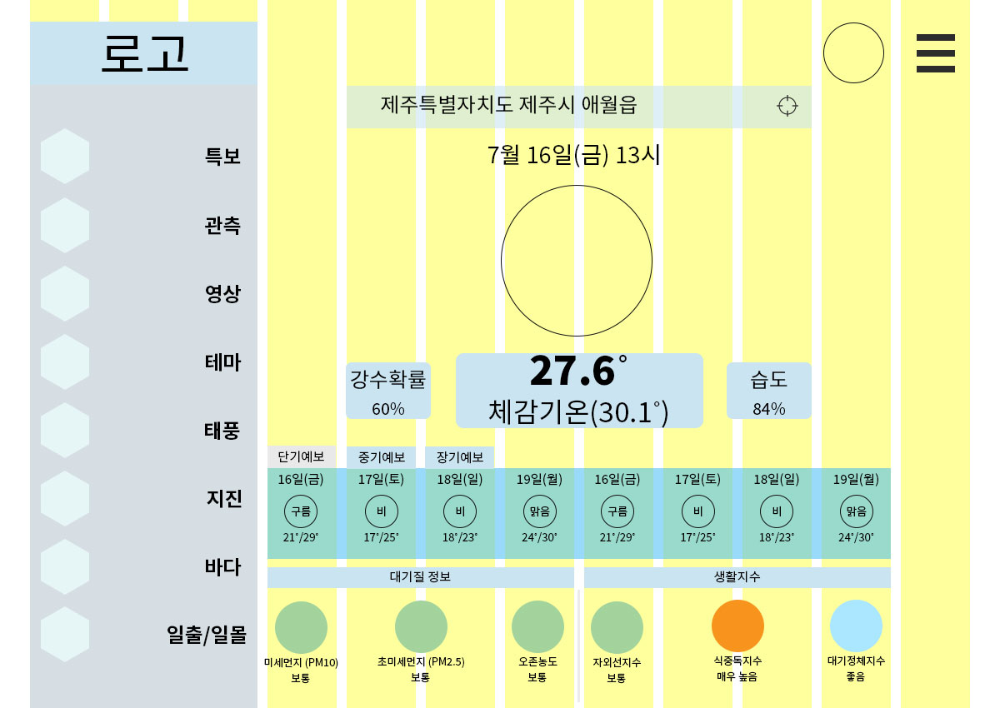 로고
제주특별자치도 제주시 애월읍
7월 16일(금) 13시
특보
관측
영상
테마
태풍
지진
바다
일출/일몰
강수확률
60%
27.6°
체감기온(30.1°)
습도
84%
단기예보 중기예보 장기예보
16일(금) 17일(토) 18일(일) 19일(월) 16일(금) 17일(토) 18일(일) 19일(월)
구름 비 비 맑음 구름 비 비 맑음
21°/29° 17°/25° 18°/23° 24°/30° 21°/29° 17°/25° 18°/23° 24°/30°
대기질 정보 생활지수
미세먼지 (PM10) 초미세먼지 (PM2.5) 오존농도 자외선지수 식중독지수 대기정체지수
보통 보통 보통 보통 매우 높음 좋음